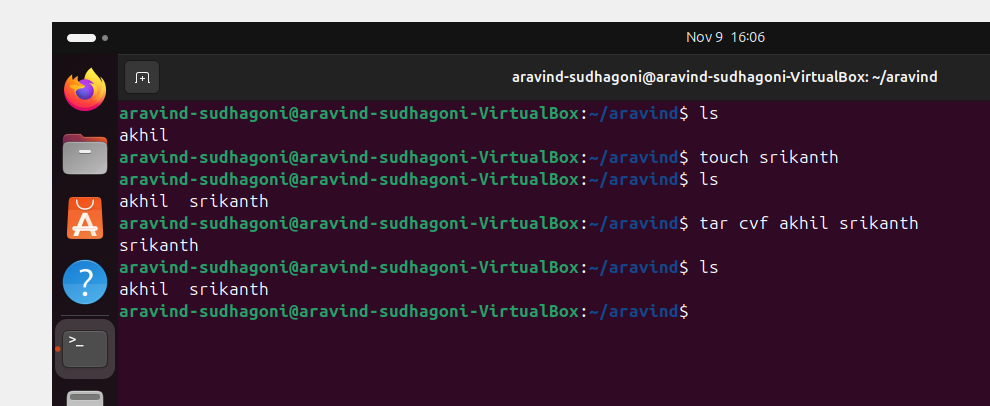 Nov 9 16:06
aravind-sudhagoni@aravind-sudhagoni-VirtualBox: ~/aravind
aravind-sudhagoni@aravind-sudhagoni-VirtualBox:~/aravind$ ls
akhil
aravind-sudhagoni@aravind-sudhagoni-VirtualBox:~/aravind$ touch srikanth
aravind-sudhagoni@aravind-sudhagoni-VirtualBox:~/aravind$ ls
akhil  srikanth
aravind-sudhagoni@aravind-sudhagoni-VirtualBox:~/aravind$ tar cvf akhil srikanth
srikanth
aravind-sudhagoni@aravind-sudhagoni-VirtualBox:~/aravind$ ls
akhil  srikanth
aravind-sudhagoni@aravind-sudhagoni-VirtualBox:~/aravind$